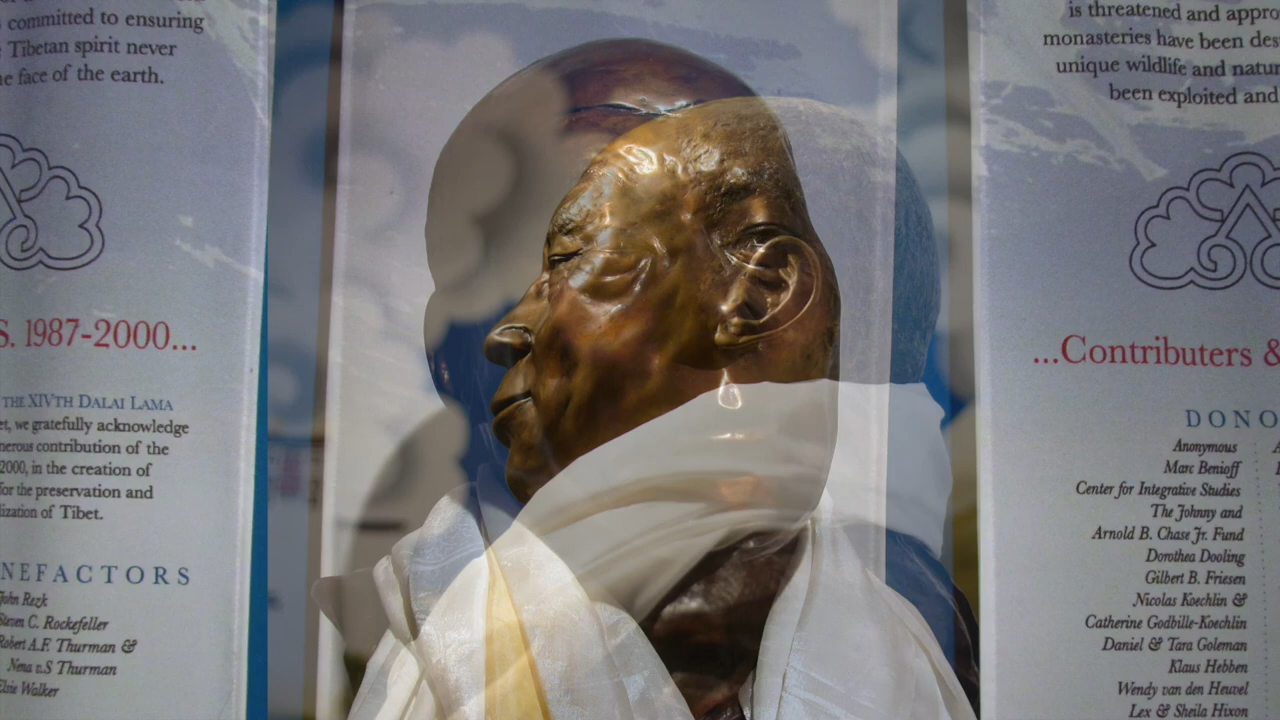 committed to ensuring
Tibetan spirit never
face of the earth.
S. 1987-2000...
THE XIVTH DALAI LAMA
we gratefully acknowledge
contribution of the
2000, in the creation of
for the preservation and
of Tibet.
NEFACTORS
John Rezk
Steven C. Rockefeller
Robert A.F. Thurman &
Nena v.S Thurman
Elsie Walker
is threatened and appro
monasteries have been des
unique wildlife and natur
been exploited and
...Contributers &
DONO
Anonymous
Marc Benioff
Center for Integrative Studies
The Johnny and
Arnold B. Chase Jr. Fund
Dorothea Dooling
Gilbert B. Friesen
Nicolas Koechlin &
Catherine Godbille-Koechlin
Daniel & Tara Goleman
Klaus Hebben
Wendy van den Heuvel
Lex & Sheila Hixon